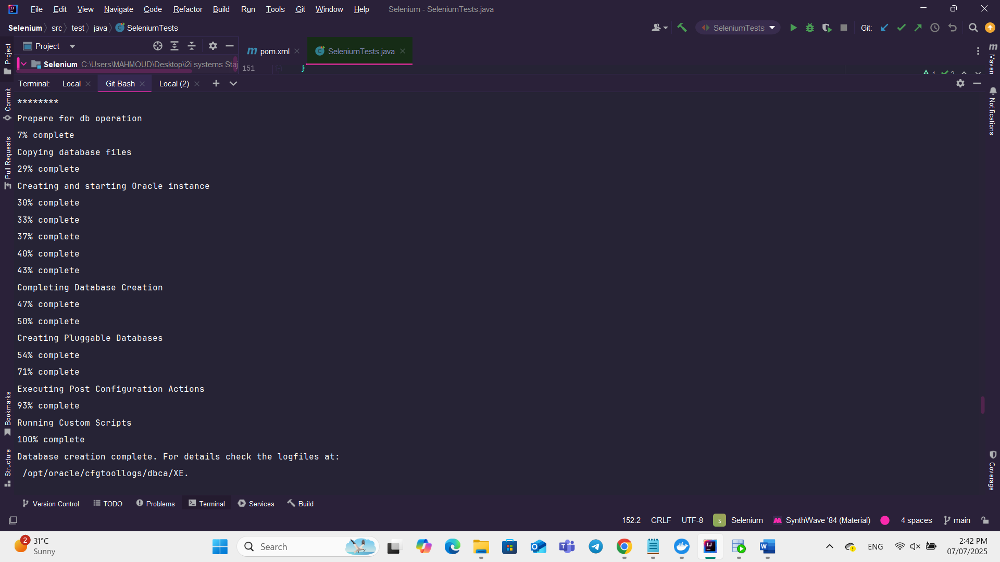 File Edit View Navigate Code Refactor Build Run Tools Git Window Help Selenium - SeleniumTests.java
Selenium src test java SeleniumTests SeleniumTests Git:
Project
pom.xml SeleniumTests.java
Selenium C:\Users\MAHMOUD\Desktop\i2i systems Staj
151 }
Terminal: Local Git Bash Local (2)
********
Prepare for db operation
7% complete
Copying database files
29% complete
Creating and starting Oracle instance
30% complete
33% complete
37% complete
40% complete
43% complete
Completing Database Creation
47% complete
50% complete
Creating Pluggable Databases
54% complete
71% complete
Executing Post Configuration Actions
93% complete
Running Custom Scripts
100% complete
Database creation complete. For details check the logfiles at:
/opt/oracle/cfgtoollogs/dbca/XE.
Project
Commit
Pull Requests
Bookmarks
Structure
Maven
Notifications
Coverage
Version Control TODO Problems Terminal Services Build
152:2 CRLF UTF-8 S Selenium SynthWave '84 (Material) 4 spaces main
2 31°C
Sunny
Search
ENG
2:42 PM
07/07/2025